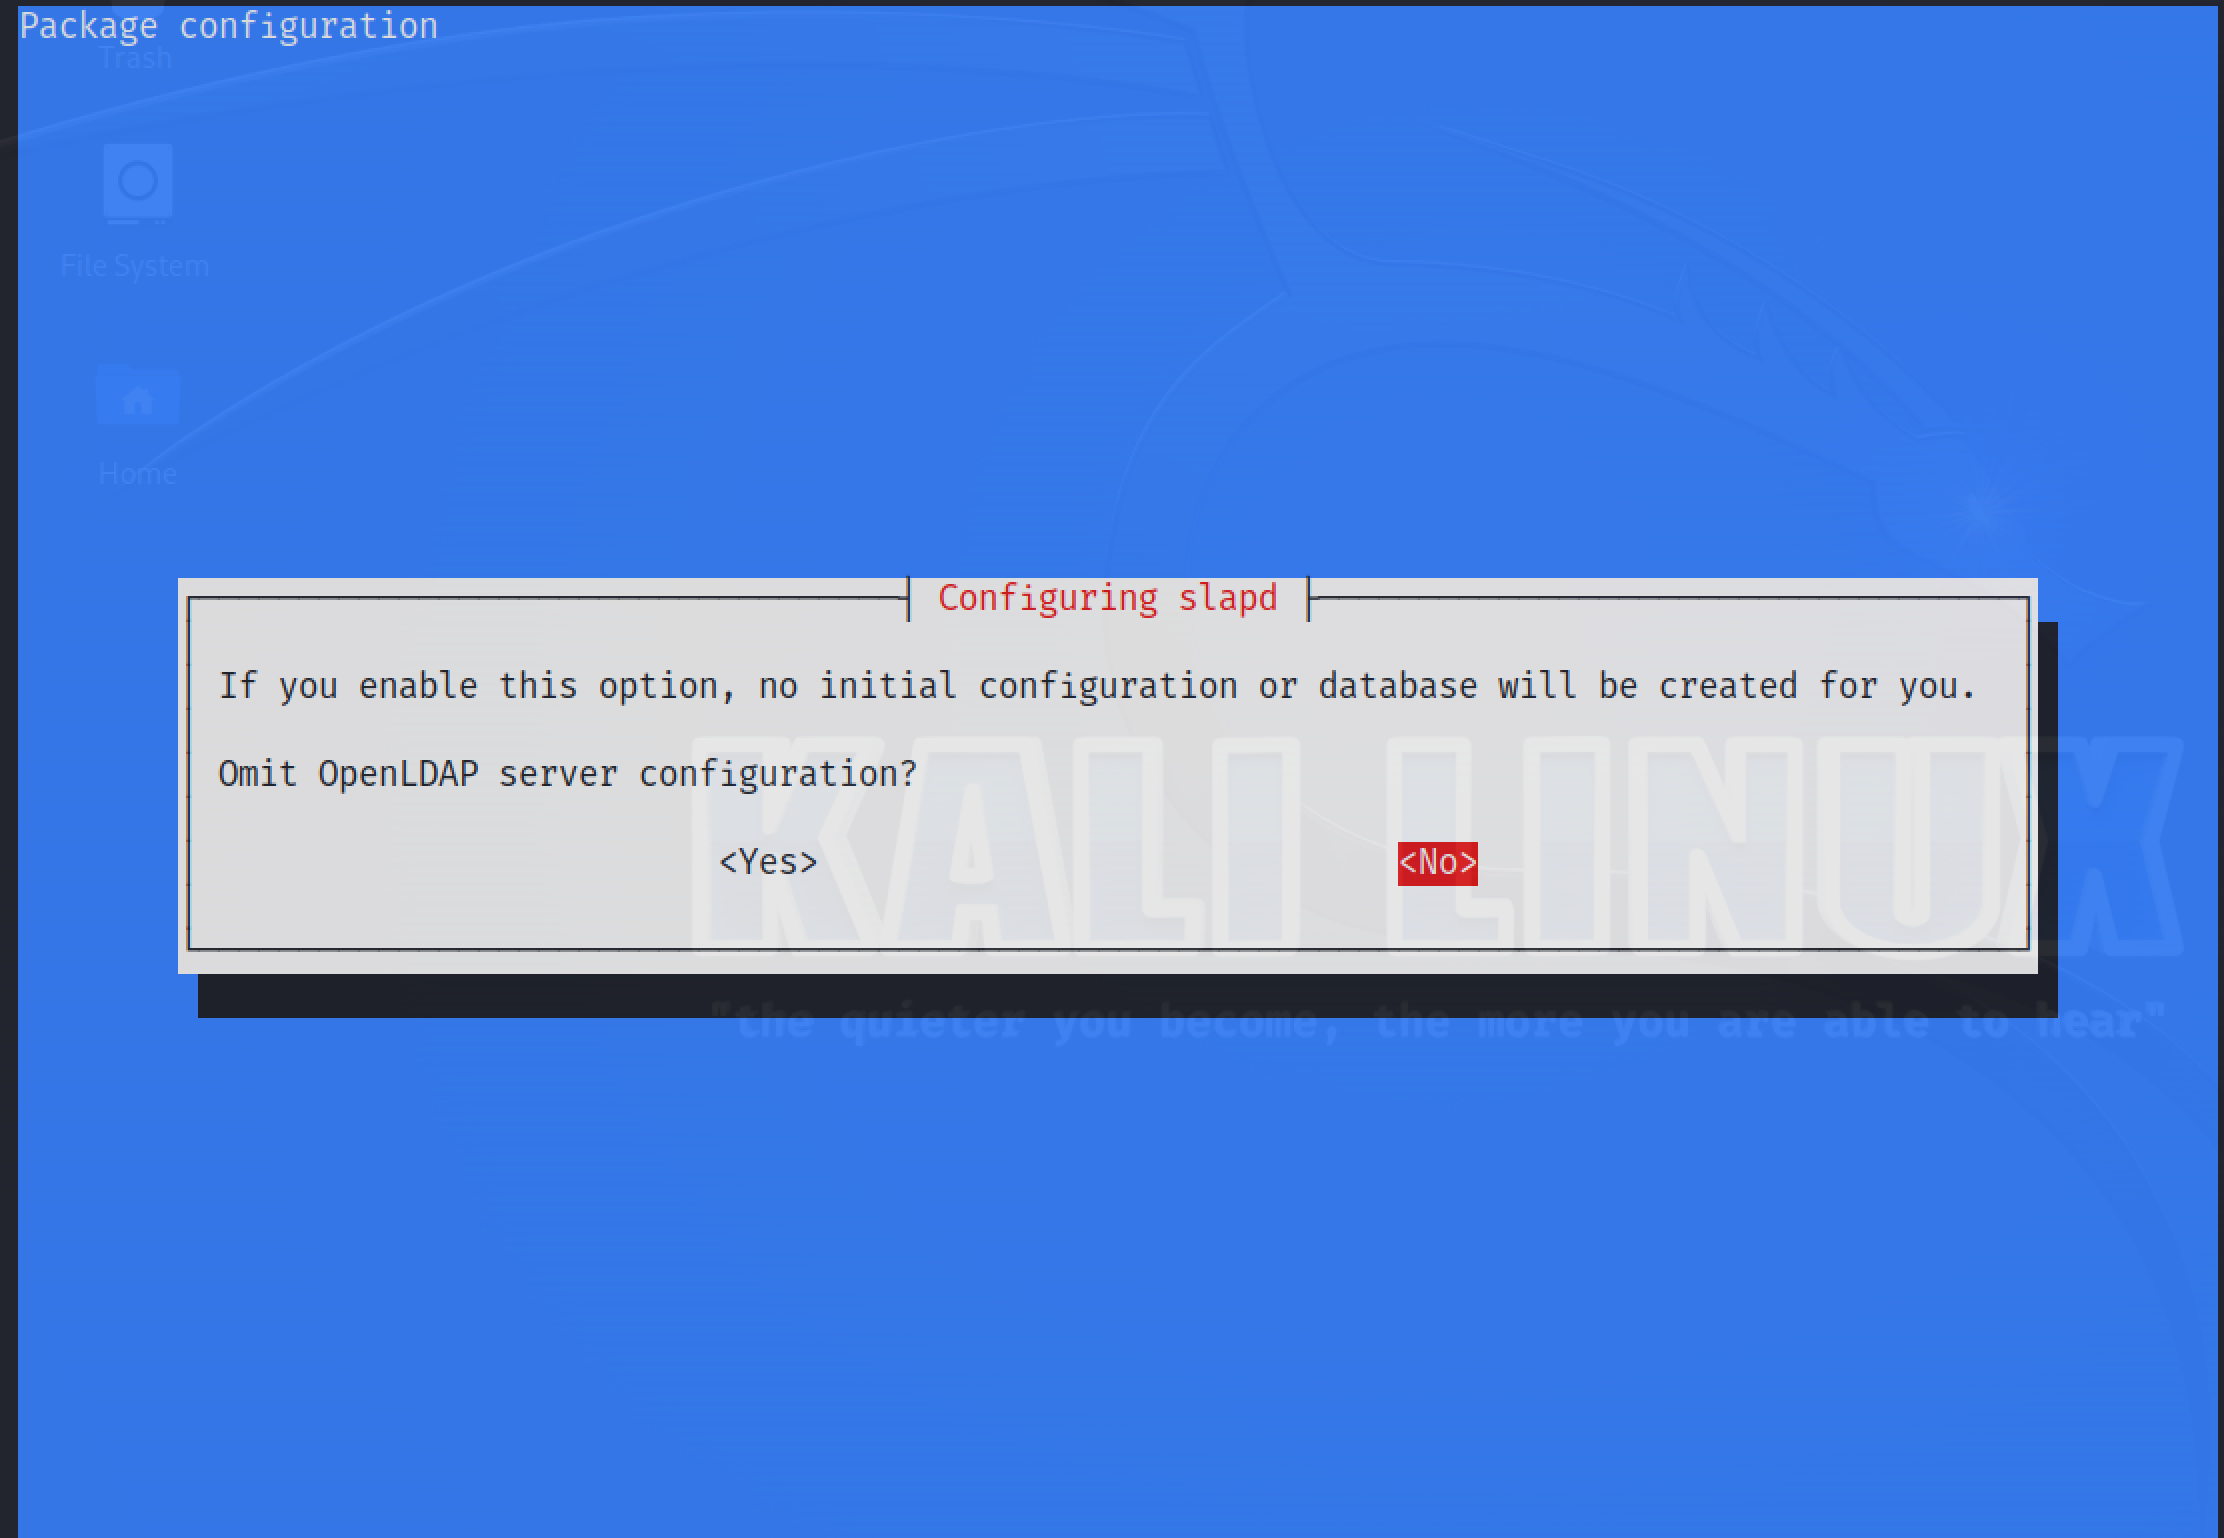 Package configuration
Trash
File System
Home
Configuring slapd
If you enable this option, no initial configuration or database will be created for you.
Omit OpenLDAP server configuration?
<Yes> <No>
KALI LINUX
"the quieter you become, the more you are able to hear"